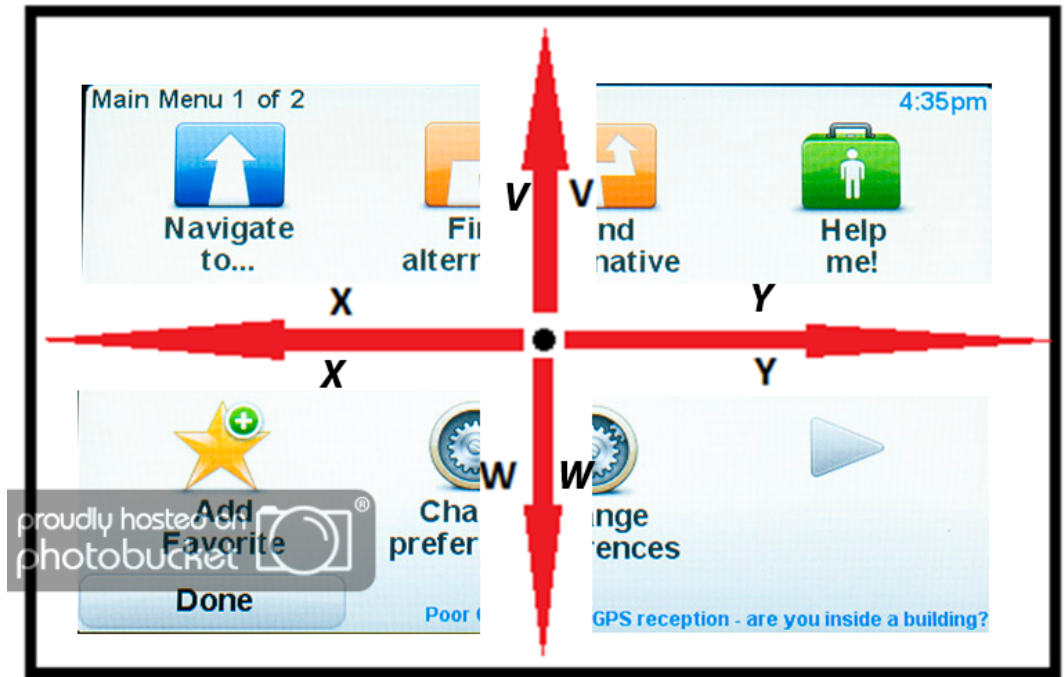 Main Menu 1 of 2
4:35pm
V V
Navigate
to...
Fi
altern
nd
native
Help
me!
X
Y
X
Y
W W
Add
Favorite
Cha
prefer
nge
rences
proudly hosted on
photobucket®
Done
Poor
GPS reception - are you inside a building?